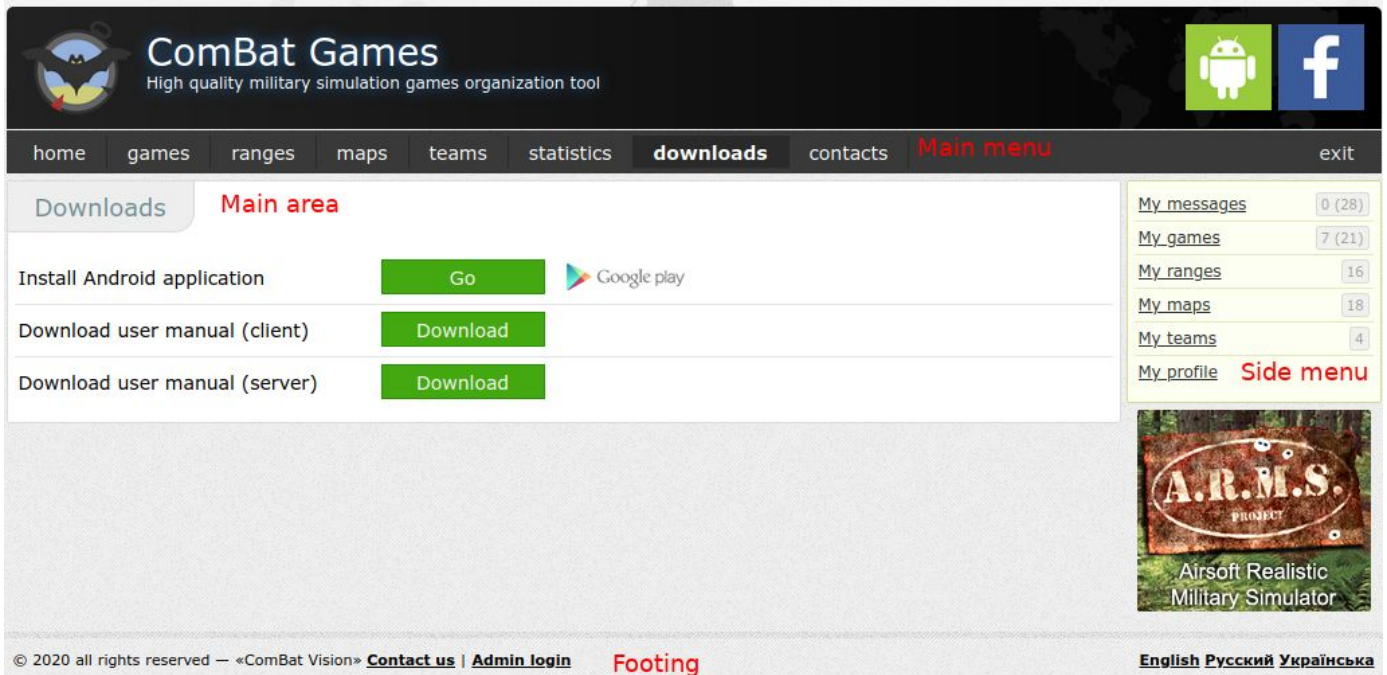 ComBat Games
High quality military simulation games organization tool
home games ranges maps teams statistics downloads contacts Main menu exit
Downloads Main area
Install Android application Go Google play
Download user manual (client) Download
Download user manual (server) Download
My messages 0 (28)
My games 7 (21)
My ranges 16
My maps 18
My teams 4
My profile Side menu
A.R.M.S.
PROJECT
Airsoft Realistic
Military Simulator
© 2020 all rights reserved — «ComBat Vision» Contact us | Admin login Footing English Русский Українська